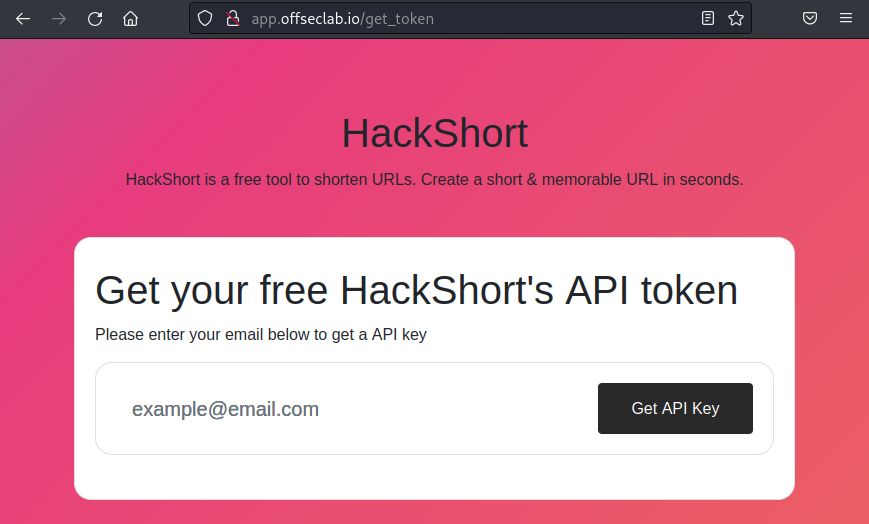 app.offseclab.io/get_token
HackShort
HackShort is a free tool to shorten URLs. Create a short & memorable URL in seconds.
Get your free HackShort's API token
Please enter your email below to get a API key
example@email.com
Get API Key